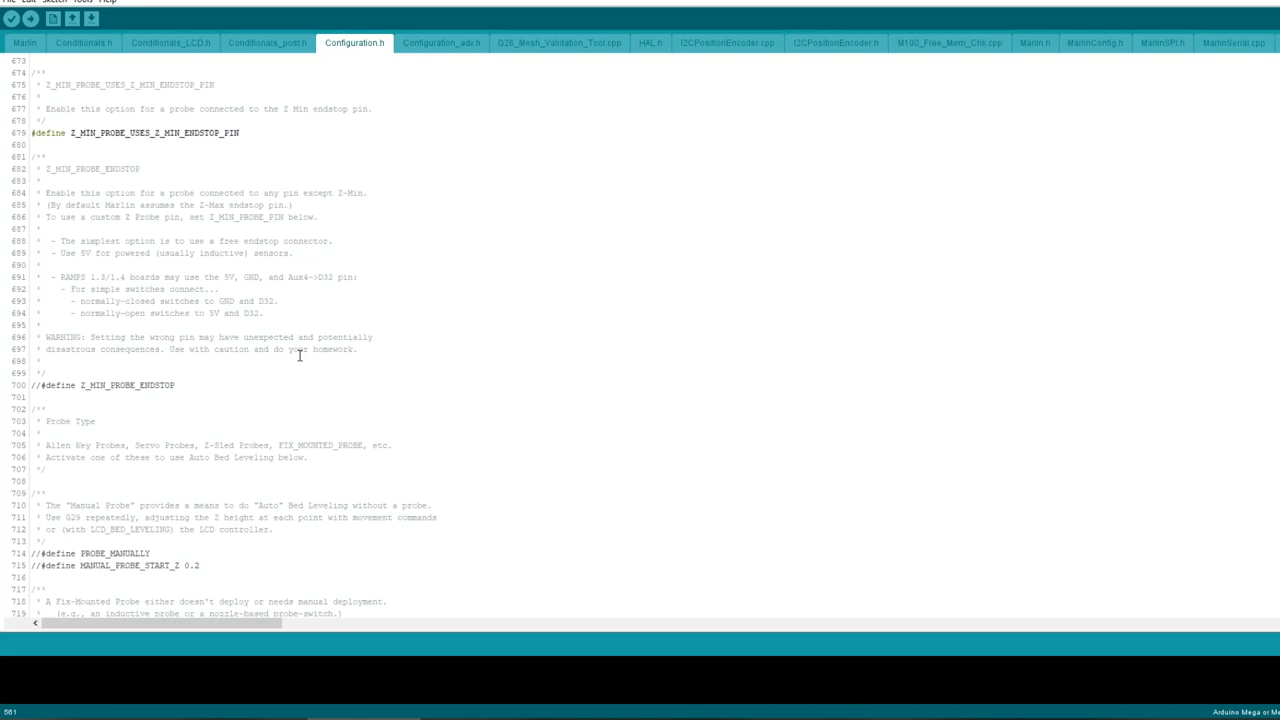 File Edit Sketch Tools Help
Marlin Conditionals.h Conditionals_LCD.h Conditionals_post.h Configuration.h Configuration_adv.h G26_Mesh_Validation_Tool.cpp HAL.h I2CPositionEncoder.cpp I2CPositionEncoder.h M100_Free_Mem_Chk.cpp Marlin.h MarlinConfig.h MarlinSPI.h MarlinSerial.cpp
673
674 /**
675 * Z_MIN_PROBE_USES_Z_MIN_ENDSTOP_PIN
676 *
677 * Enable this option for a probe connected to the Z Min endstop pin.
678 */
679 #define Z_MIN_PROBE_USES_Z_MIN_ENDSTOP_PIN
680
681 /**
682 * Z_MIN_PROBE_ENDSTOP
683 *
684 * Enable this option for a probe connected to any pin except Z-Min.
685 * (By default Marlin assumes the Z-Max endstop pin.)
686 * To use a custom Z Probe pin, set Z_MIN_PROBE_PIN below.
687 *
688 * - The simplest option is to use a free endstop connector.
689 * - Use 5V for powered (usually inductive) sensors.
690 *
691 * - RAMPS 1.3/1.4 boards may use the 5V, GND, and Aux4->D32 pin:
692 * - For simple switches connect...
693 * - normally-closed switches to GND and D32.
694 * - normally-open switches to 5V and D32.
695 *
696 * WARNING: Setting the wrong pin may have unexpected and potentially
697 * disastrous consequences. Use with caution and do your homework.
698 *
699 */
700 //#define Z_MIN_PROBE_ENDSTOP
701
702 /**
703 * Probe Type
704 *
705 * Allen Key Probes, Servo Probes, Z-Sled Probes, FIX_MOUNTED_PROBE, etc.
706 * Activate one of these to use Auto Bed Leveling below.
707 */
708
709 /**
710 * The "Manual Probe" provides a means to do "Auto" Bed Leveling without a probe.
711 * Use G29 repeatedly, adjusting the Z height at each point with movement commands
712 * or (with LCD_BED_LEVELING) the LCD controller.
713 */
714 //#define PROBE_MANUALLY
715 //#define MANUAL_PROBE_START_Z 0.2
716
717 /**
718 * A Fix-Mounted Probe either doesn't deploy or needs manual deployment.
719 * (e.g., an inductive probe or a nozzle-based probe-switch.)
561 Arduino Mega or Me